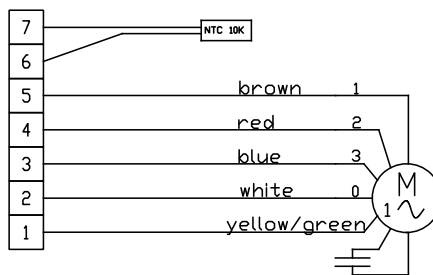 7
NTC 10K
6
5 brown 1
4 red 2
3 blue 3
2 white 0
1 yellow/green
M
1